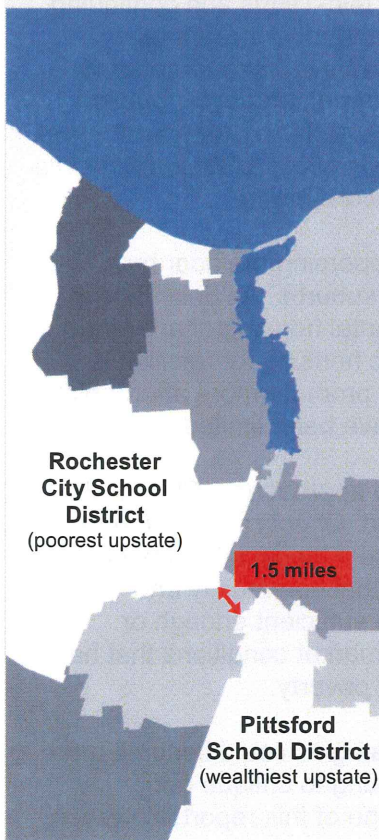 Rochester
City School
District
(poorest upstate)
1.5 miles
Pittsford
School District
(wealthiest upstate)